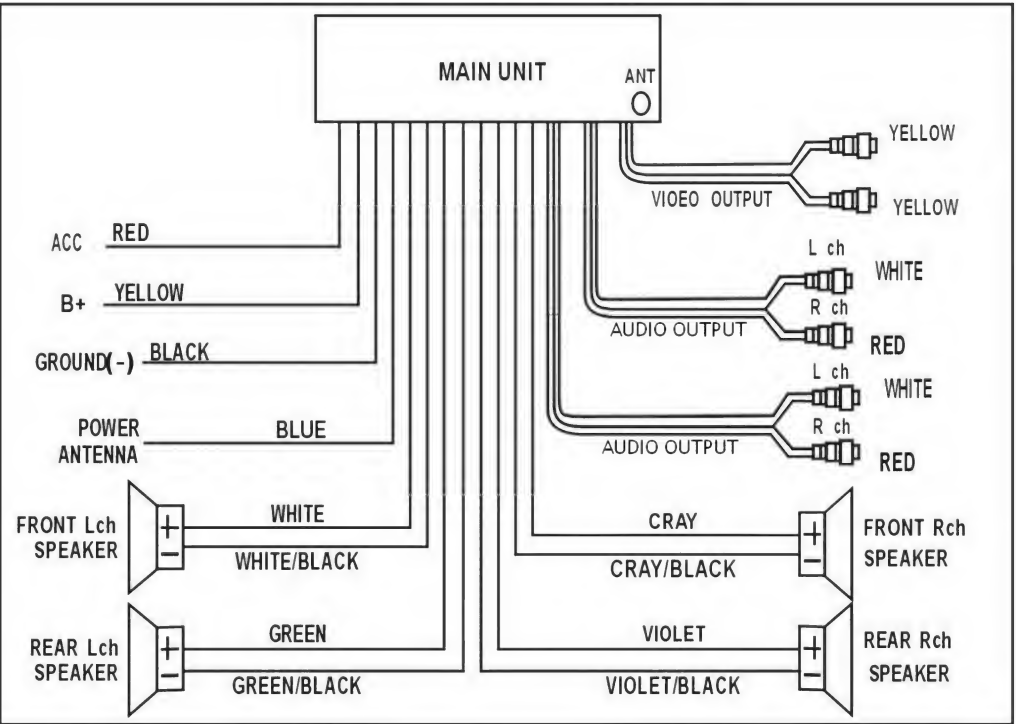 MAIN UNIT
ANT
YELLOW
VIOEO OUTPUT
YELLOW
ACC RED
B+ YELLOW
GROUND(-) BLACK
POWER
ANTENNA
BLUE
L ch
WHITE
R ch
AUDIO OUTPUT
RED
L ch
WHITE
R ch
AUDIO OUTPUT
RED
FRONT Lch
SPEAKER
+
−
WHITE
WHITE/BLACK
CRAY
CRAY/BLACK
+
−
FRONT Rch
SPEAKER
REAR Lch
SPEAKER
+
−
GREEN
GREEN/BLACK
VIOLET
VIOLET/BLACK
+
−
REAR Rch
SPEAKER